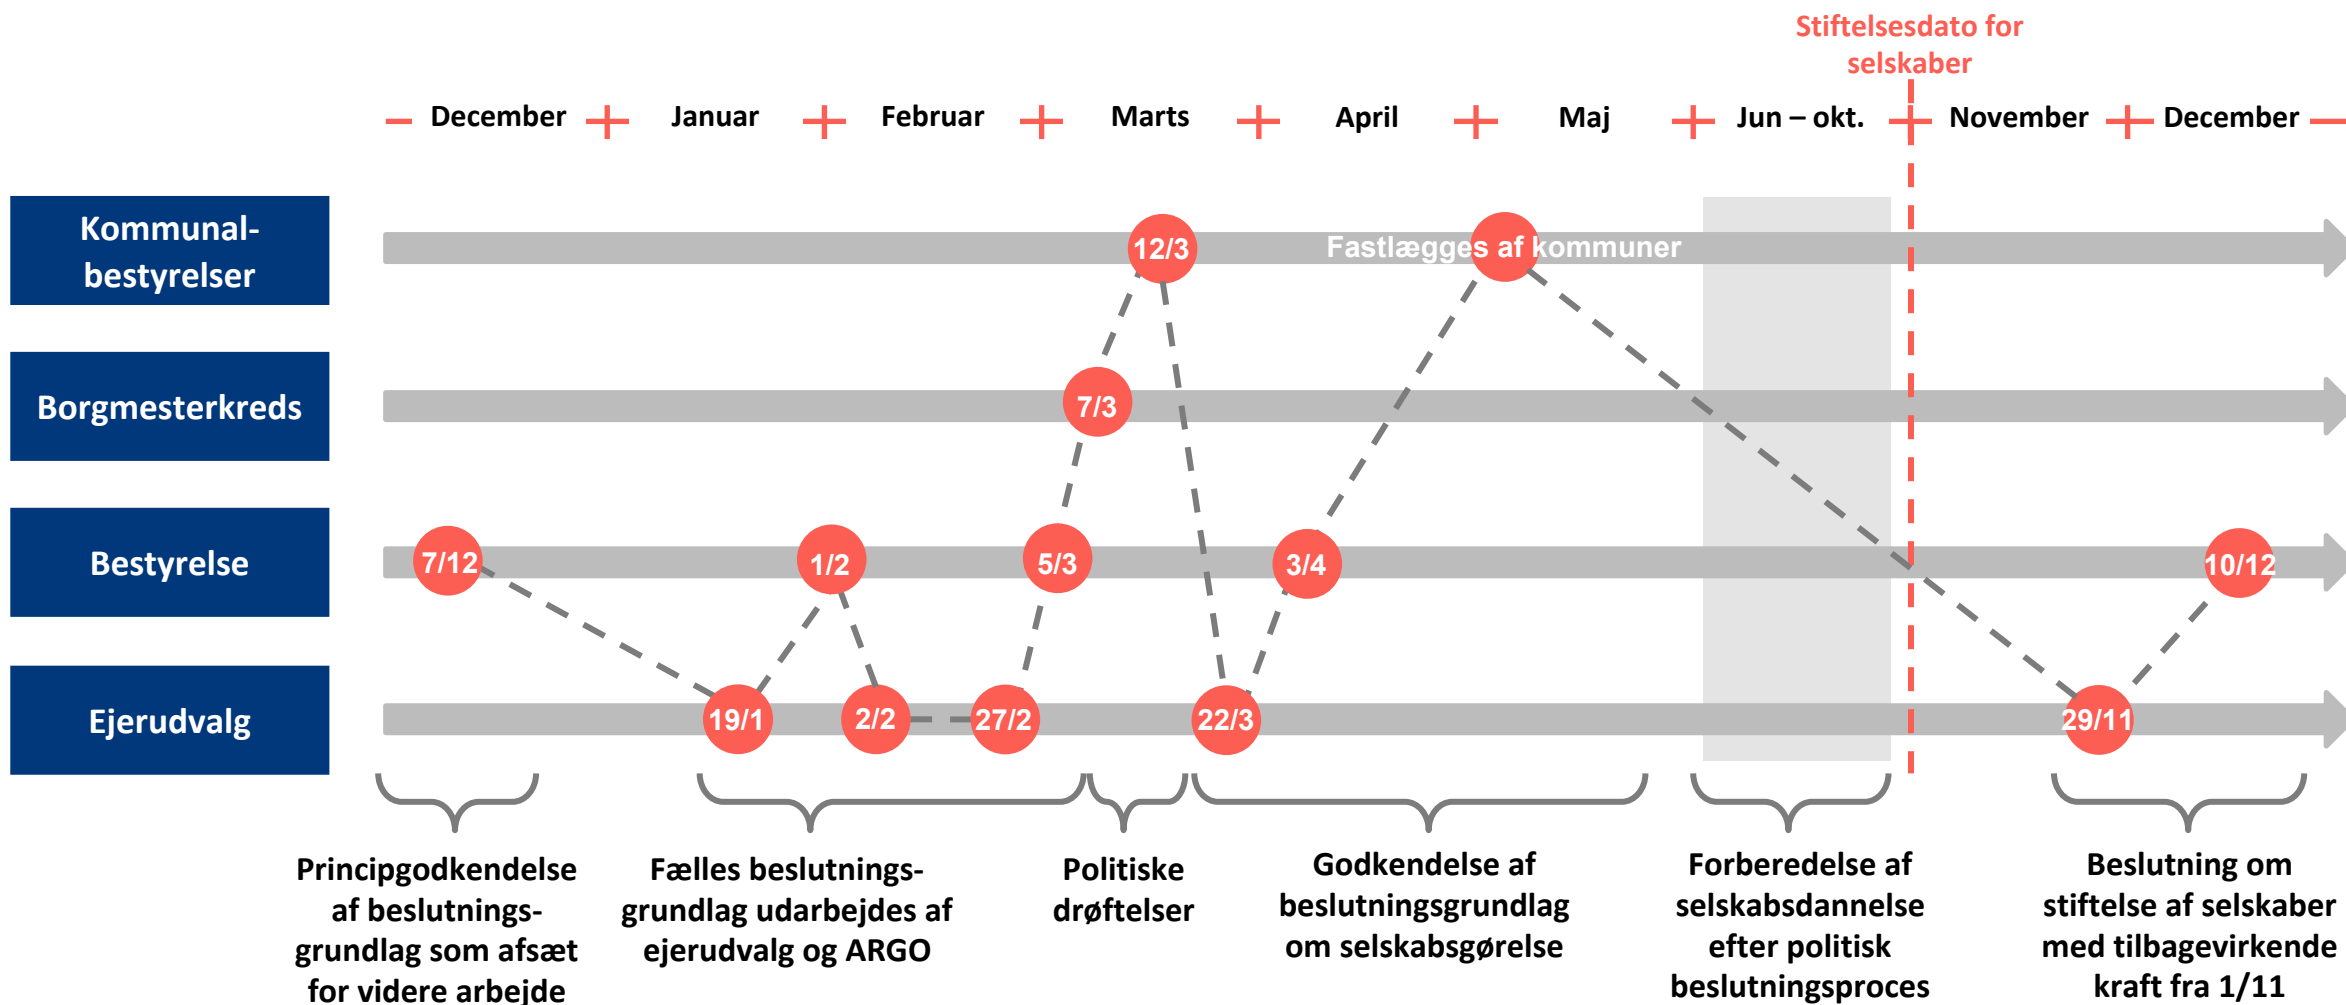 Stiftelsesdato for
selskaber
December
Januar
Februar
Marts
April
Maj
Jun – okt.
November
December
Kommunal-
bestyrelser
12/3
Fastlægges af kommuner
Borgmesterkreds
7/3
Bestyrelse
7/12
1/2
5/3
3/4
10/12
Ejerudvalg
19/1
2/2
27/2
22/3
29/11
Principgodkendelse
af beslutnings-
grundlag som afsæt
for videre arbejde
Fælles beslutnings-
grundlag udarbejdes af
ejerudvalg og ARGO
Politiske
drøftelser
Godkendelse af
beslutningsgrundlag
om selskabsgørelse
Forberedelse af
selskabsdannelse
efter politisk
beslutningsproces
Beslutning om
stiftelse af selskaber
med tilbagevirkende
kraft fra 1/11